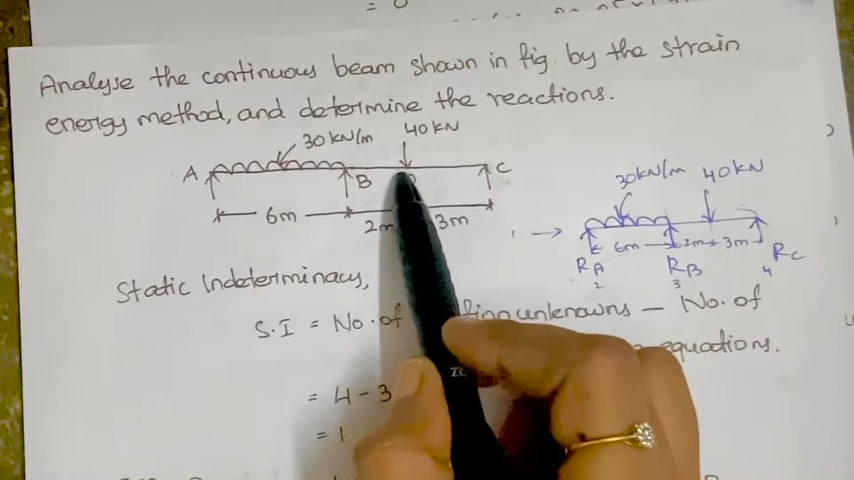 = 0
Analyse the continuous beam shown in fig. by the strain
energy method, and determine the reactions.
30 kN/m 40 KN
A B C
6m 2m 3m
30kN/m 40kN
→ 6m 2m 3m
RA RB RC
2 3 4
Static Indeterminacy,
S.I = No. of unknowns — No. of
equations.
= 4 - 3
= 1